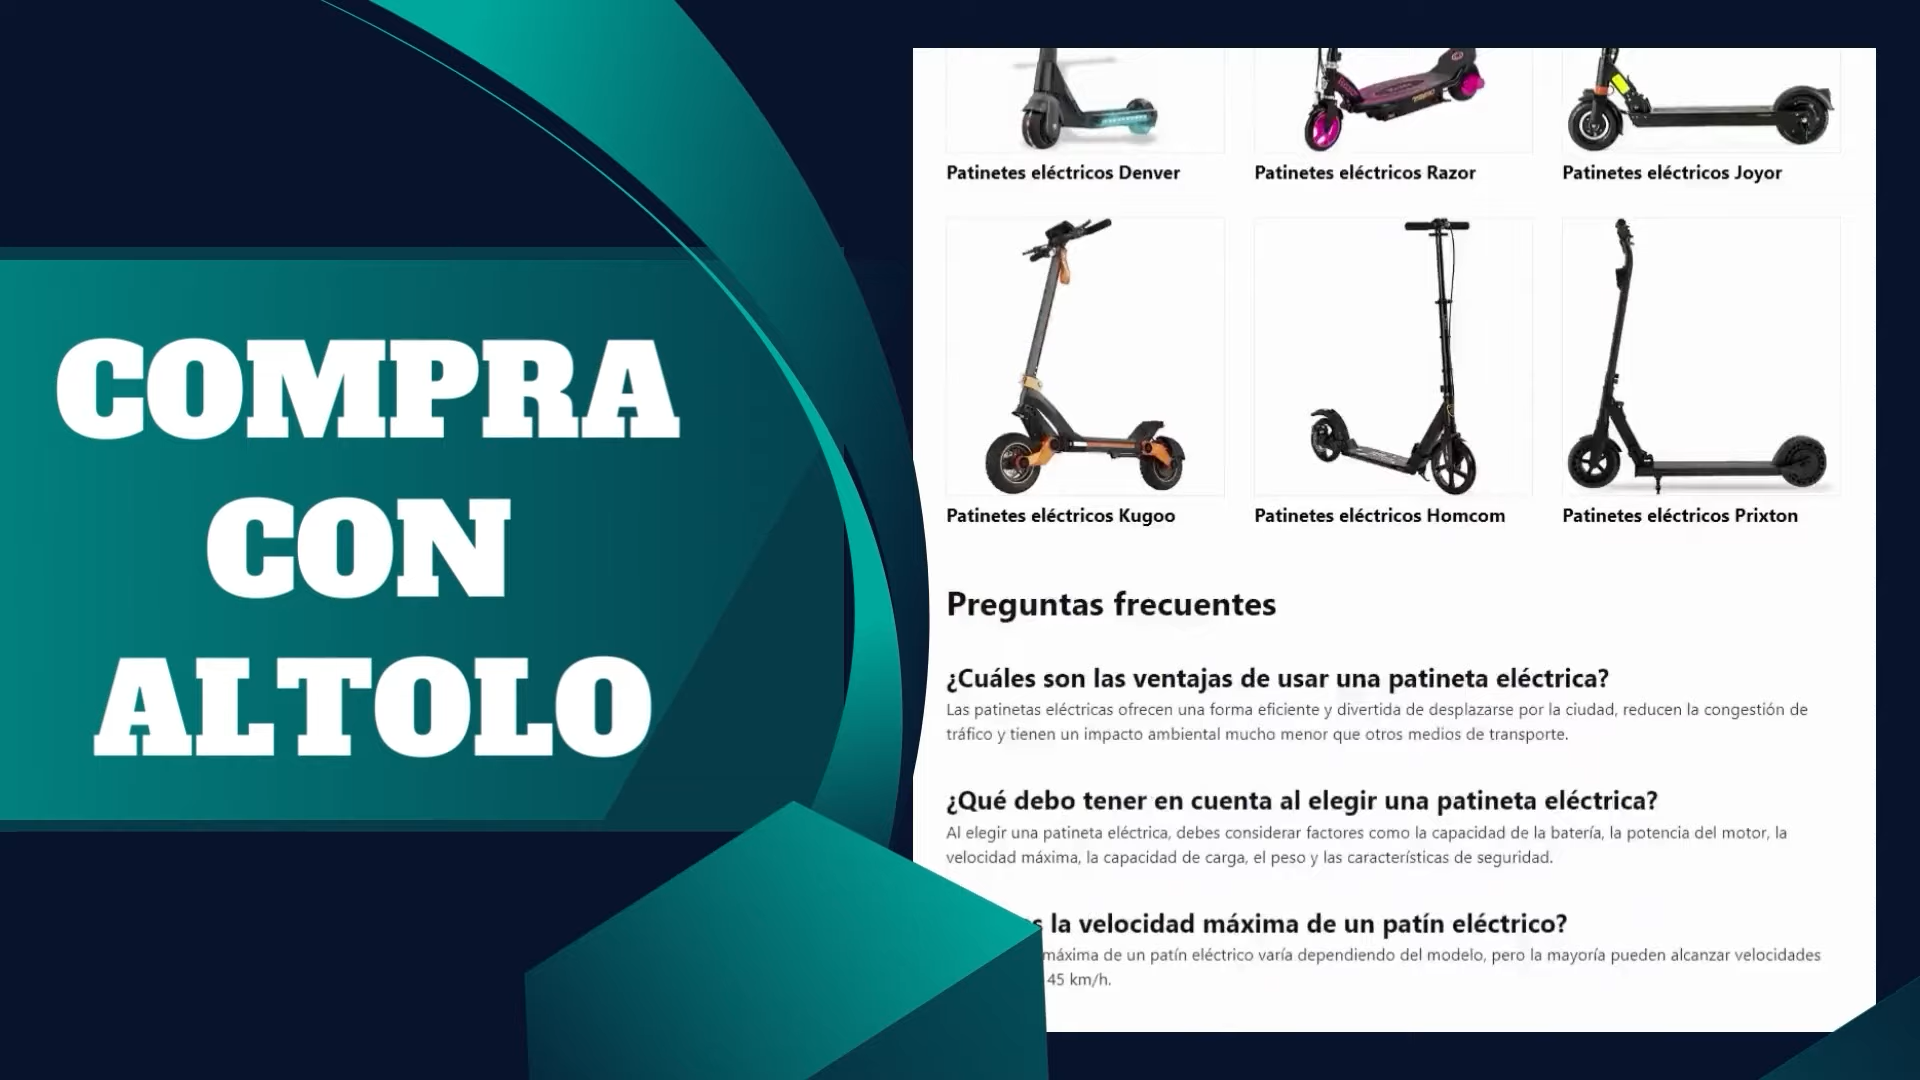 COMPRA
CON
ALTOLO
Patinetes eléctricos Denver
Patinetes eléctricos Razor
Patinetes eléctricos Joyor
Patinetes eléctricos Kugoo
Patinetes eléctricos Homcom
Patinetes eléctricos Prixton
Preguntas frecuentes
¿Cuáles son las ventajas de usar una patineta eléctrica?
Las patinetas eléctricas ofrecen una forma eficiente y divertida de desplazarse por la ciudad, reducen la congestión de
tráfico y tienen un impacto ambiental mucho menor que otros medios de transporte.
¿Qué debo tener en cuenta al elegir una patineta eléctrica?
Al elegir una patineta eléctrica, debes considerar factores como la capacidad de la batería, la potencia del motor, la
velocidad máxima, la capacidad de carga, el peso y las características de seguridad.
la velocidad máxima de un patín eléctrico?
máxima de un patín eléctrico varía dependiendo del modelo, pero la mayoría pueden alcanzar velocidades
45 km/h.